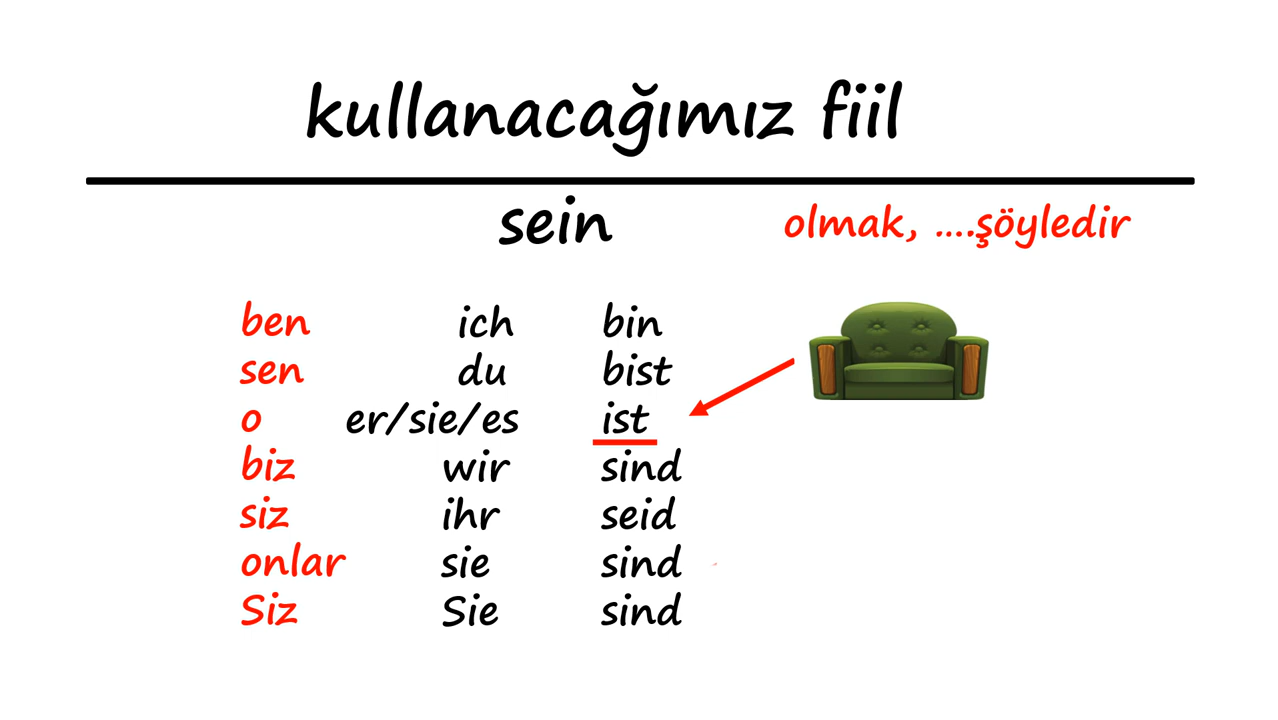 kullanacağımız fiil
sein olmak, ....şöyledir
ben ich bin
sen du bist
o er/sie/es ist
biz wir sind
siz ihr seid
onlar sie sind
Siz Sie sind